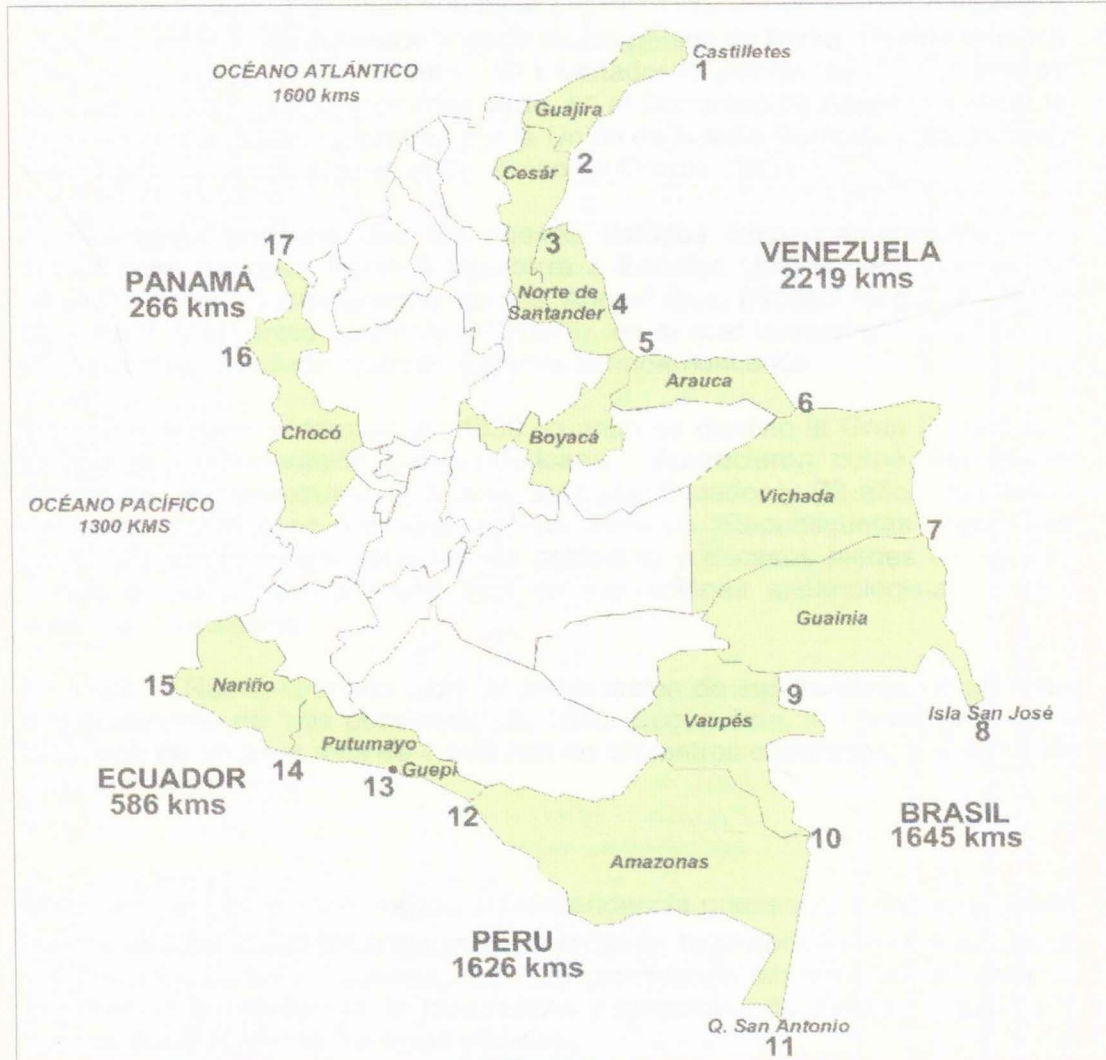 OCÉANO ATLÁNTICO
1600 kms
Castilletes
1
Guajira
2
Cesár
3
17
PANAMÁ
266 kms
VENEZUELA
2219 kms
Norte de
Santander
4
5
16
Arauca
6
Chocó
Boyacá
OCÉANO PACÍFICO
1300 KMS
Vichada
7
Guainia
15
Nariño
9
Vaupés
Isla San José
8
Putumayo
14
13
Guepi
ECUADOR
586 kms
12
BRASIL
1645 kms
10
Amazonas
PERU
1626 kms
Q. San Antonio
11